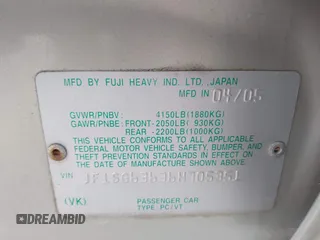 MFD BY FUJI HEAVY IND. LTD., JAPAN
MFD IN 04/05
GVWR/PNBV: 4150LB(1880KG)
GAWR/PNBE: FRONT-2050LB( 930KG)
REAR -2200LB(1000KG)
CONFORMS TO ALL APPLICABLE
FEDERAL MOTOR VEHICLE SAFETY, BUMPER, AND
THEFT PREVENTION STANDARDS IN EFFECT ON THE
DATE OF MANUFACTURE SHOWN ABOVE.
VIN
(VK)
PASSENGER CAR
TYPE:PC/VT
DREAMBID